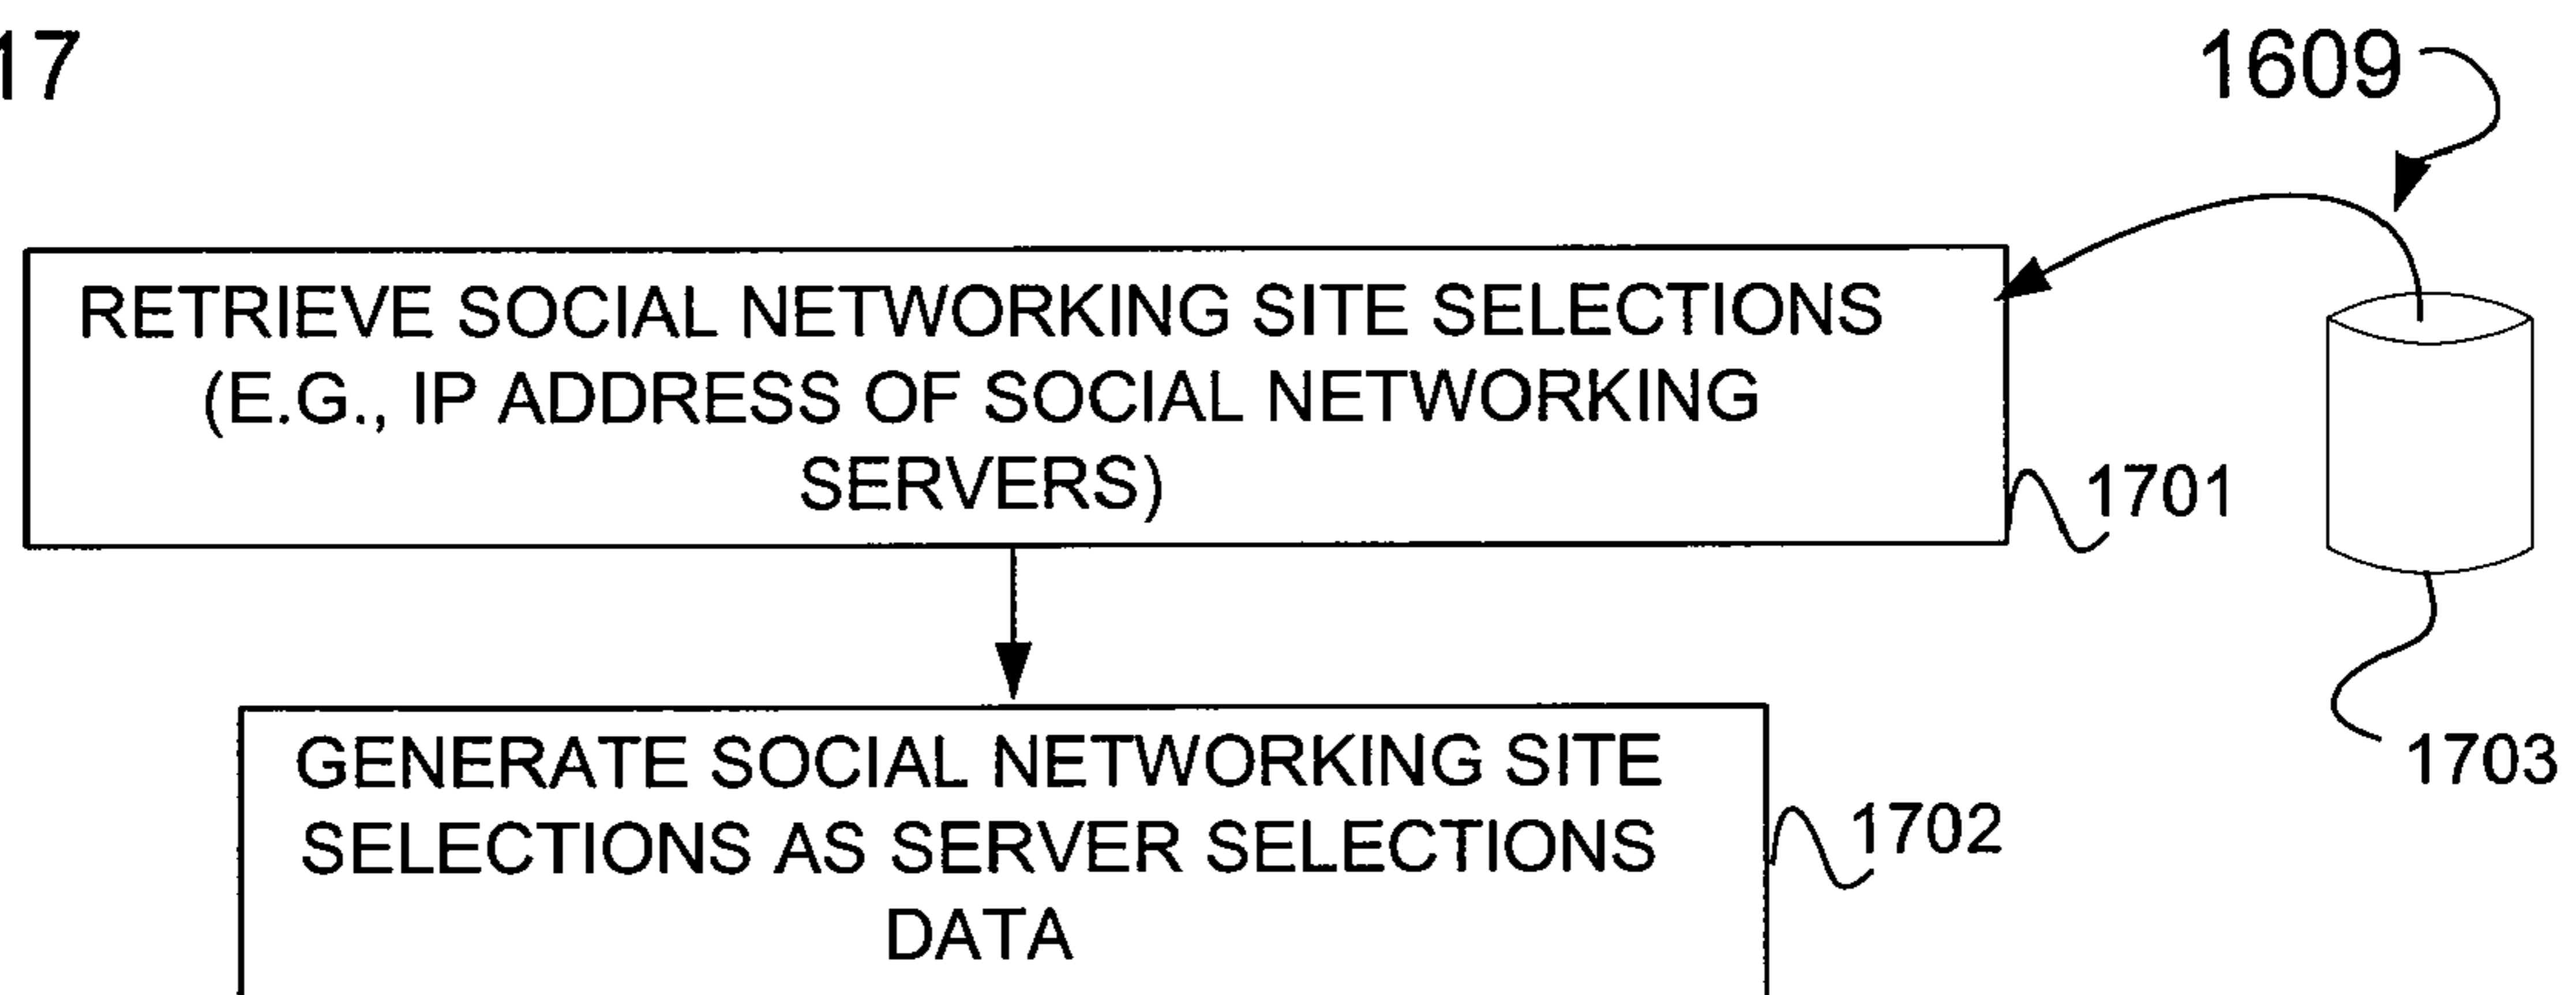 17
1609
RETRIEVE SOCIAL NETWORKING SITE SELECTIONS
(E.G., IP ADDRESS OF SOCIAL NETWORKING
SERVERS)
1701
GENERATE SOCIAL NETWORKING SITE
SELECTIONS AS SERVER SELECTIONS
DATA
1702
1703